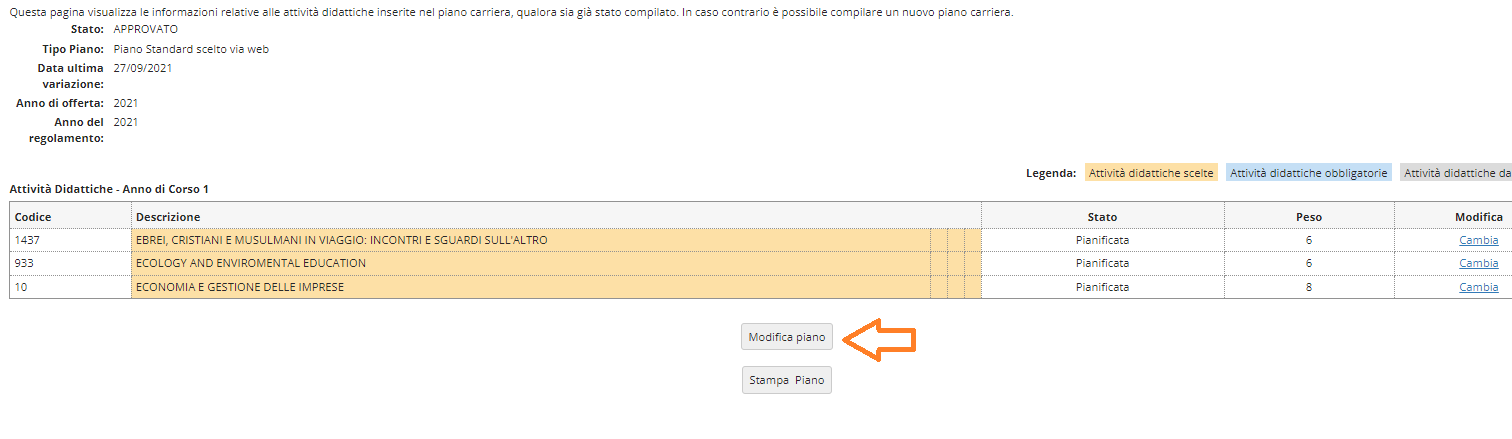 Questa pagina visualizza le informazioni relative alle attività didattiche inserite nel piano carriera, qualora sia già stato compilato. In caso contrario è possibile compilare un nuovo piano carriera.
Stato: APPROVATO
Tipo Piano: Piano Standard scelto via web
Data ultima variazione: 27/09/2021
Anno di offerta: 2021
Anno del regolamento: 2021
Legenda: Attività didattiche scelte Attività didattiche obbligatorie Attività didattiche da
Attività Didattiche - Anno di Corso 1
Codice Descrizione Stato Peso Modifica
1437 EBREI, CRISTIANI E MUSULMANI IN VIAGGIO: INCONTRI E SGUARDI SULL'ALTRO Pianificata 6 Cambia
933 ECOLOGY AND ENVIROMENTAL EDUCATION Pianificata 6 Cambia
10 ECONOMIA E GESTIONE DELLE IMPRESE Pianificata 8 Cambia
Modifica piano
Stampa Piano